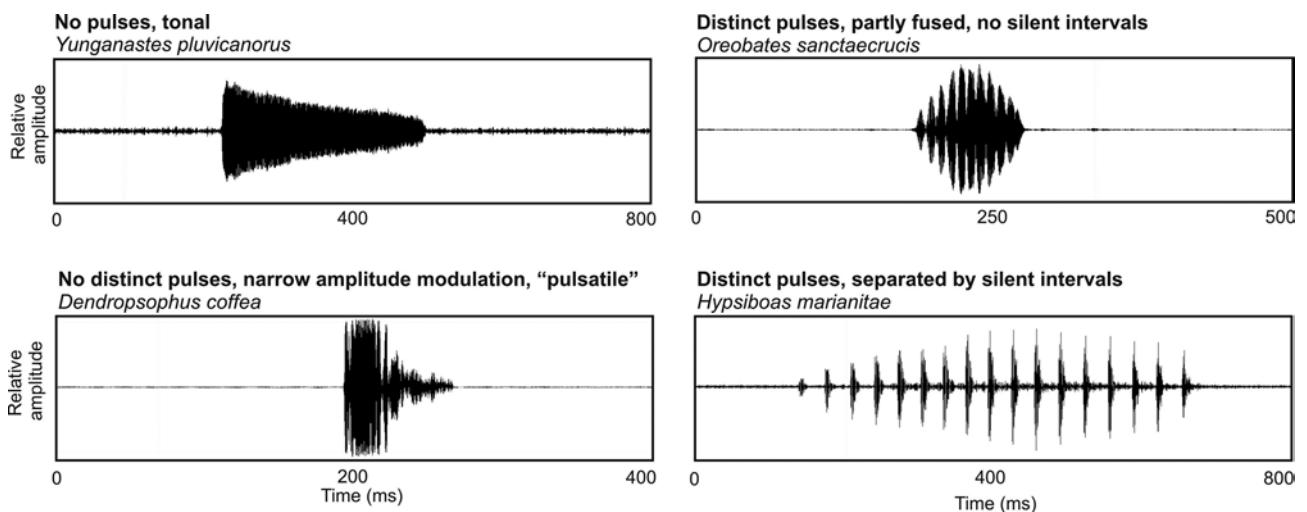 No pulses, tonal
Yunganastes pluvicanorus
Relative
amplitude
0
400
800
Distinct pulses, partly fused, no silent intervals
Oreobates sanctaecrucis
0
250
500
No distinct pulses, narrow amplitude modulation, “pulsatile”
Dendropsophus coffea
Relative
amplitude
0
200
400
Time (ms)
Distinct pulses, separated by silent intervals
Hypsiboas marianitae
0
400
800
Time (ms)